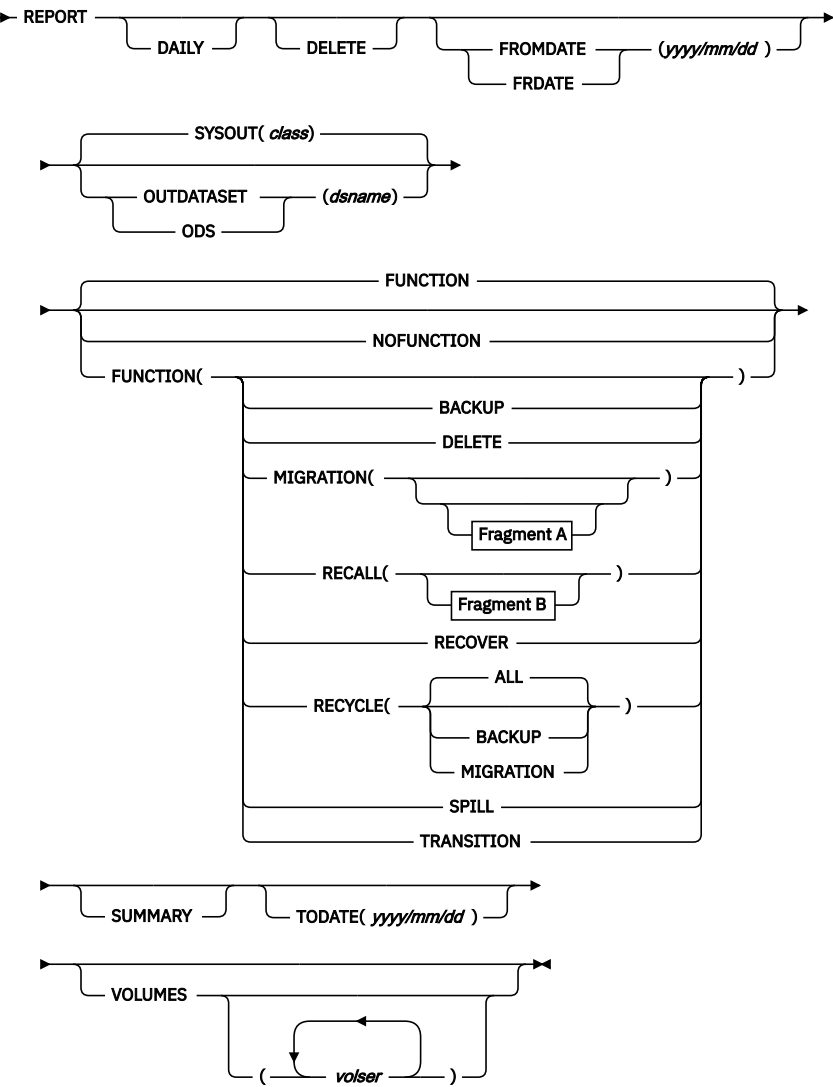 REPORT
DAILY
DELETE
FROMDATE (yyyy/mm/dd )
FRDATE
SYSOUT( class)
OUTDATASET (dsname)
ODS
FUNCTION
NOFUNCTION
FUNCTION( )
BACKUP
DELETE
MIGRATION( )
Fragment A
RECALL( )
Fragment B
RECOVER
ALL
RECYCLE( )
BACKUP
MIGRATION
SPILL
TRANSITION
SUMMARY
TODATE( yyyy/mm/dd )
VOLUMES
( volser )